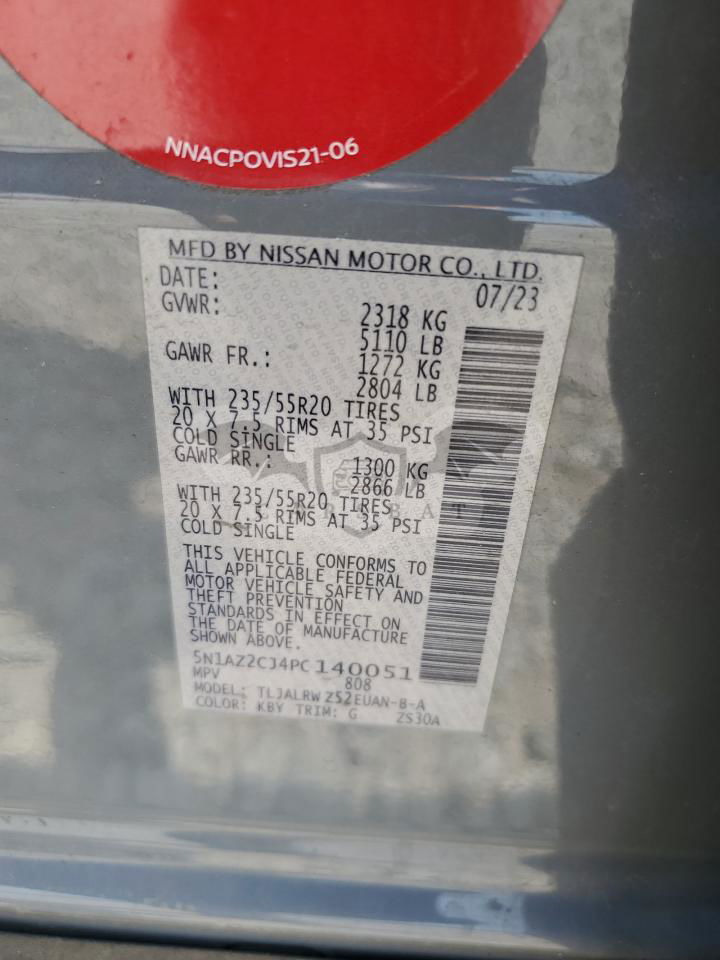 NNACPOVIS21-06
MFD BY NISSAN MOTOR CO., LTD.
DATE: 07/23
GVWR: 2318 KG
5110 LB
GAWR FR.: 1272 KG
2804 LB
WITH 235/55R20 TIRES
20 X 7.5 RIMS AT 35 PSI
COLD SINGLE
GAWR RR.: 1300 KG
2866 LB
WITH 235/55R20 TIRES
20 X 7.5 RIMS AT 35 PSI
COLD SINGLE
THIS VEHICLE CONFORMS TO
ALL APPLICABLE FEDERAL
MOTOR VEHICLE SAFETY AND
THEFT PREVENTION
STANDARDS IN EFFECT ON
THE DATE OF MANUFACTURE
SHOWN ABOVE.
5N1AZ2CJ4PC140051
MPV 808
MODEL: TLJALRWZS2EUAN-B-A
COLOR: KBY TRIM: G ZS30A